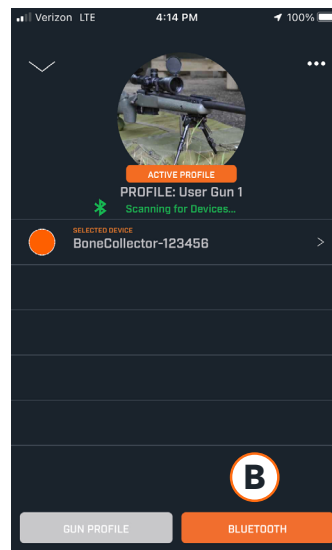 Verizon LTE 4:14 PM 100%
ACTIVE PROFILE
PROFILE: User Gun 1
Scanning for Devices...
SELECTED DEVICE
BoneCollector-123456
B
GUN PROFILE BLUETOOTH